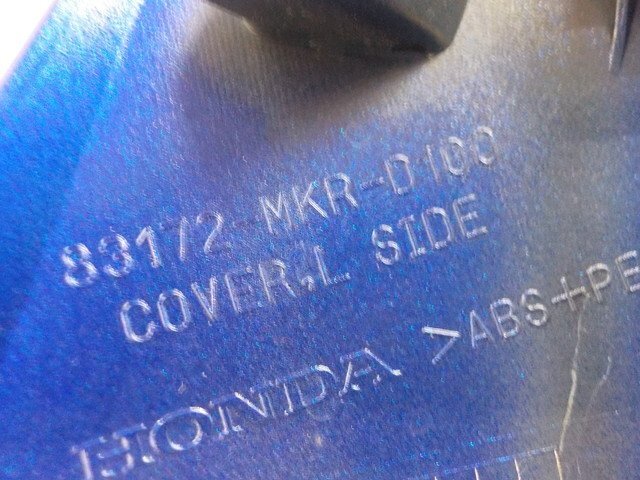 83172-MKR-D100
COVER,L SIDE
HONDA >ABS+PE